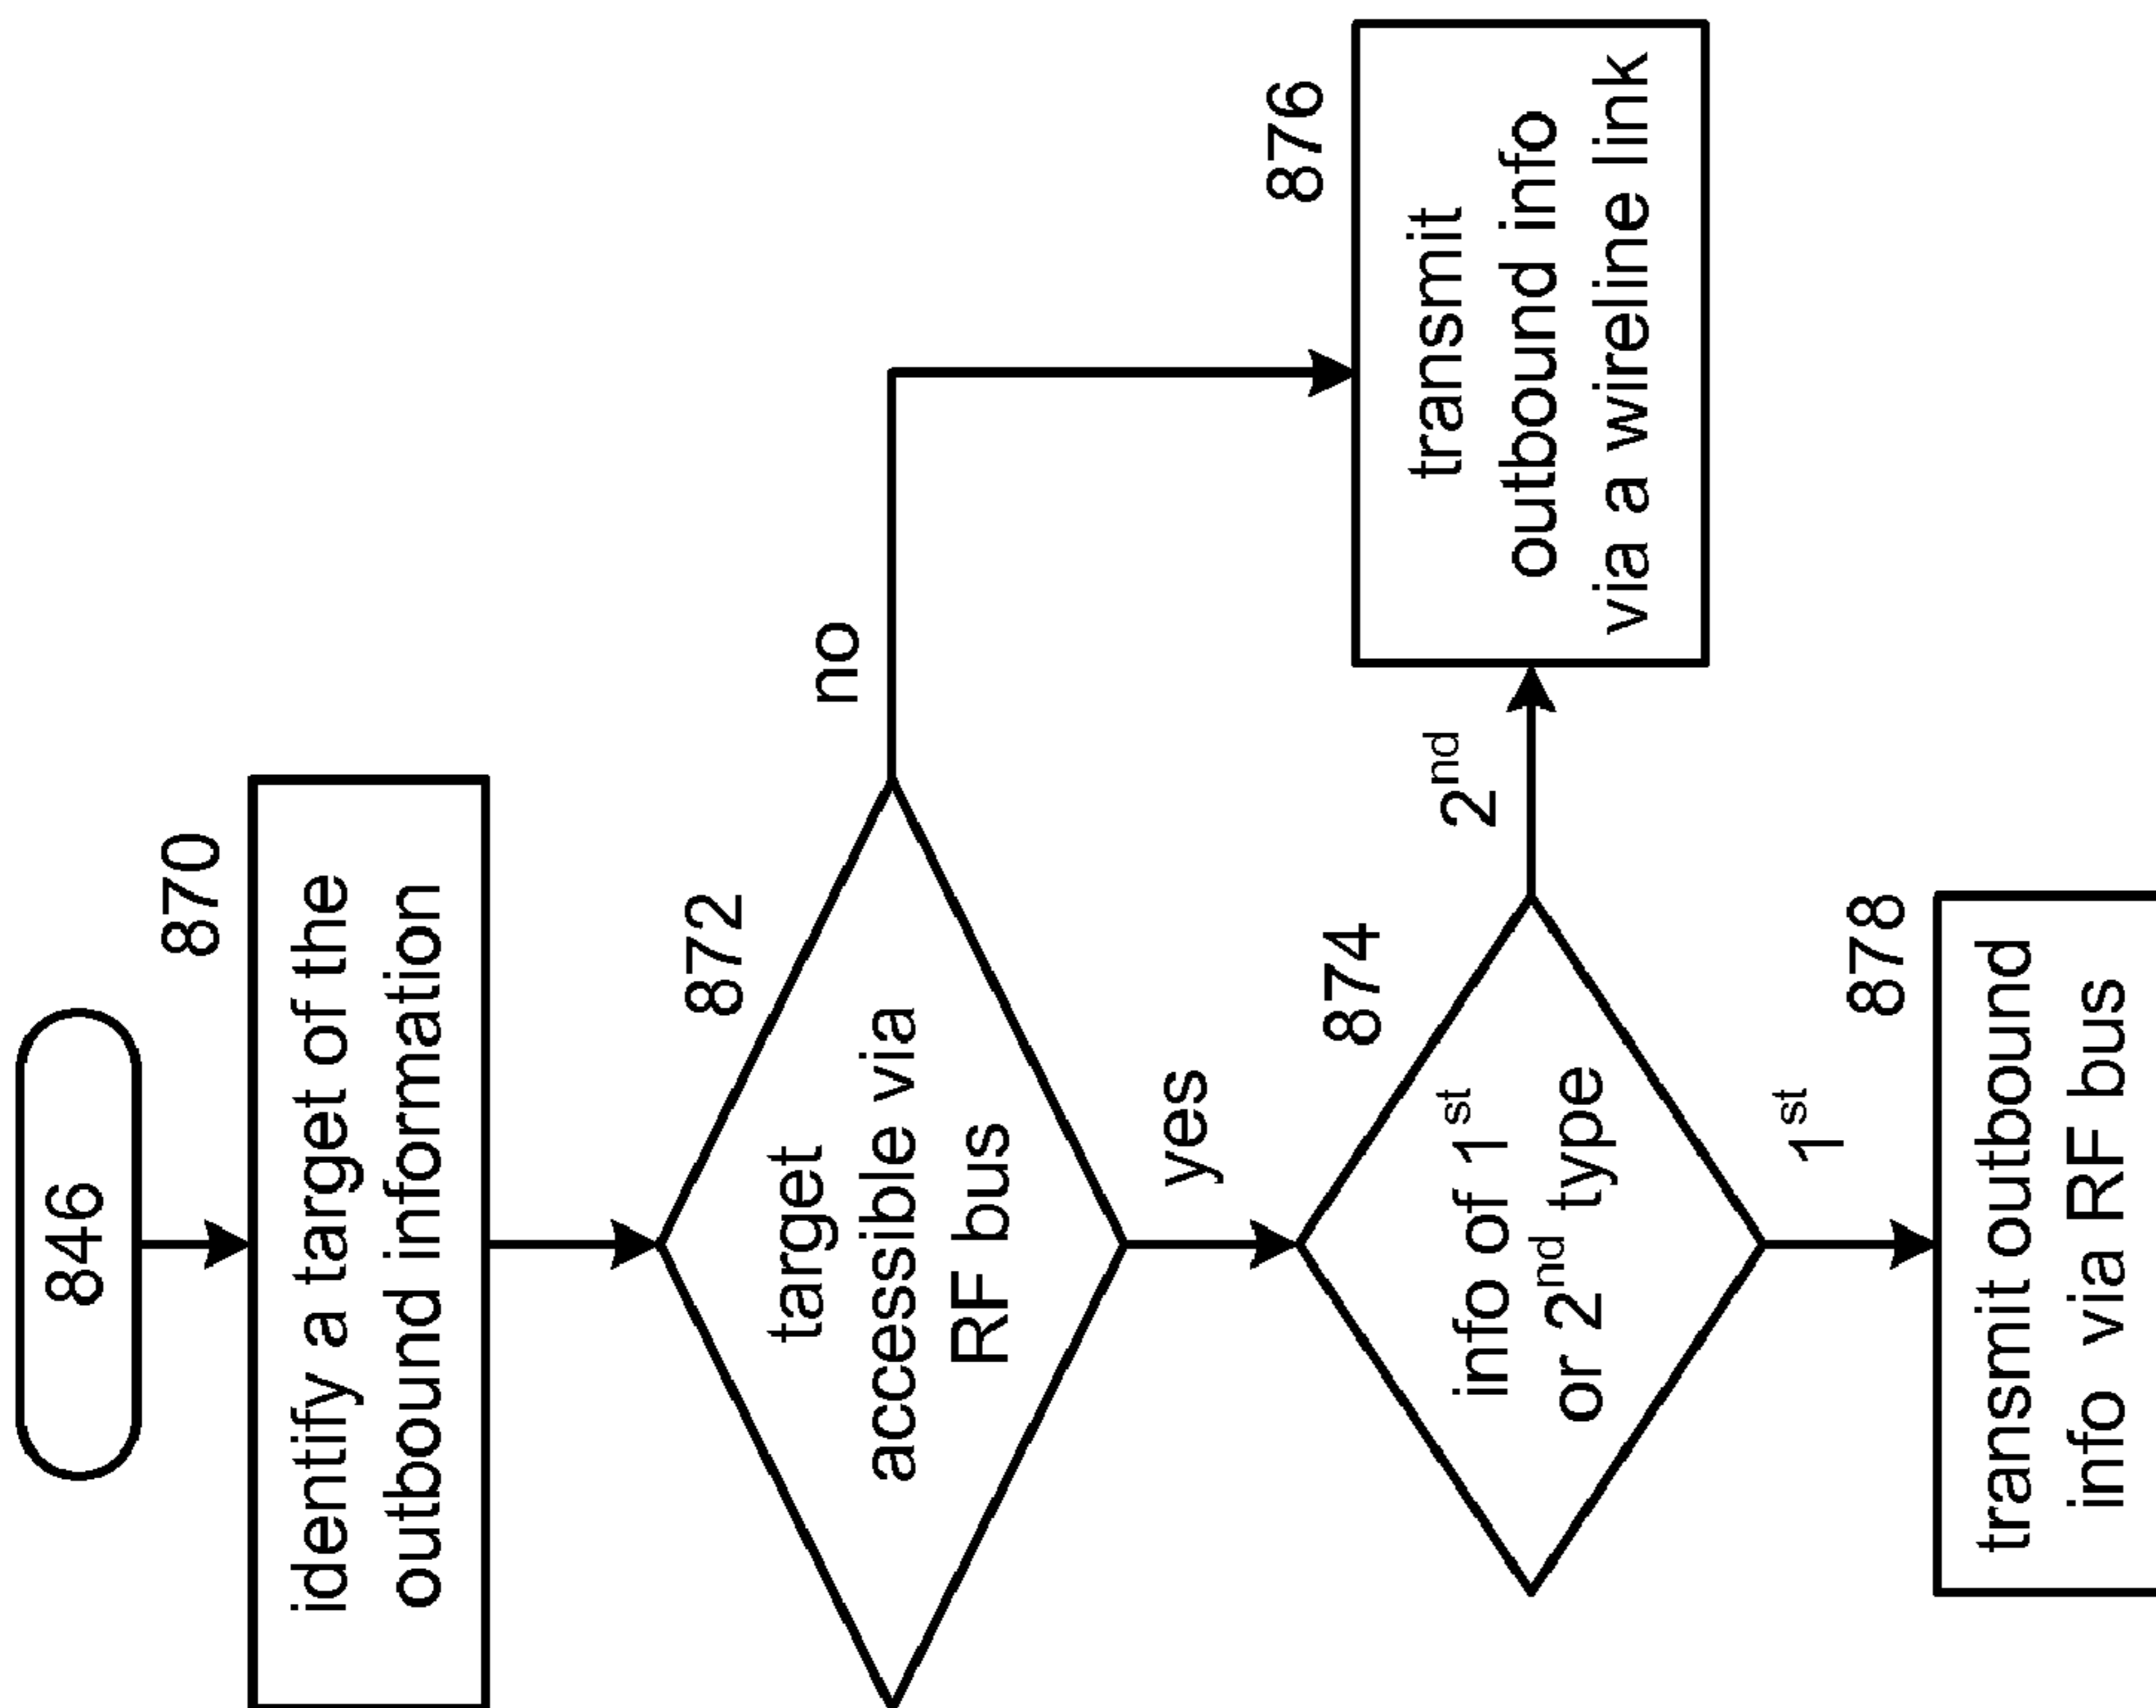 846
870
identify a target of the
outbound information
872
target
accessible via
RF bus
no
yes
874
info of 1st
or 2nd type
2nd
876
transmit
outbound info
via a wireline link
1st
878
transmit outbound
info via RF bus